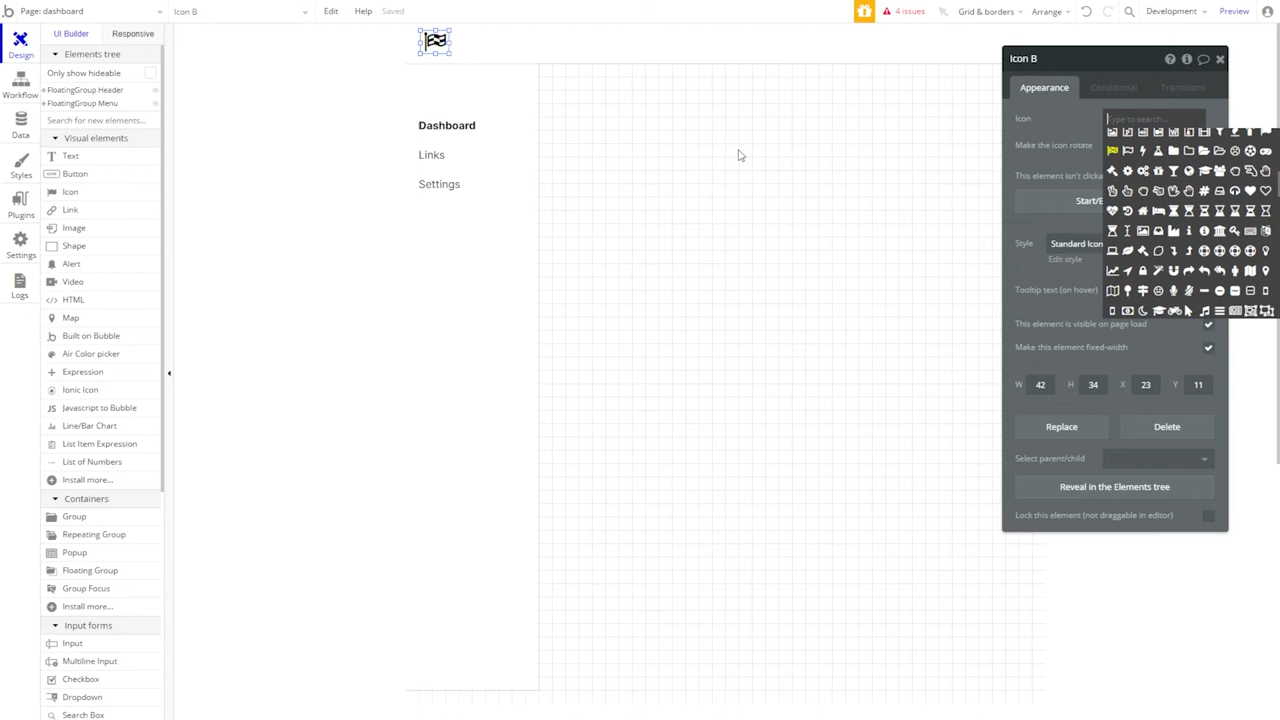 Page: dashboard
Icon B
Edit
Help
Saved
4 issues
Grid & borders
Arrange
Development
Preview
Design
Workflow
Data
Styles
Plugins
Settings
Logs
UI Builder
Responsive
Elements tree
Only show hideable
FloatingGroup Header
FloatingGroup Menu
Search for new elements...
Visual elements
Text
Button
Icon
Link
Image
Shape
Alert
Video
HTML
Map
Built on Bubble
Air Color picker
Expression
Ionic Icon
Javascript to Bubble
Line/Bar Chart
List Item Expression
List of Numbers
Install more...
Containers
Group
Repeating Group
Popup
Floating Group
Group Focus
Install more...
Input forms
Input
Multiline Input
Checkbox
Dropdown
Search Box
Dashboard
Links
Settings
Icon B
Appearance
Conditional
Transitions
Icon
Type to search...
Make the icon rotate
This element isn't clicka
Start/E
Style
Standard Icon
Edit style
Tooltip text (on hover)
This element is visible on page load
Make this element fixed-width
W 42 H 34 X 23 Y 11
Replace
Delete
Select parent/child
Reveal in the Elements tree
Lock this element (not draggable in editor)